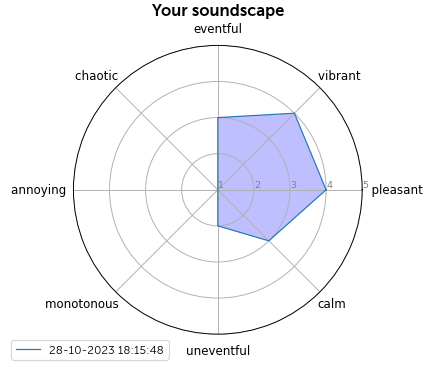 Your soundscape
eventful
chaotic
vibrant
annoying
1
2
3
4
5
pleasant
monotonous
calm
uneventful
28-10-2023 18:15:48